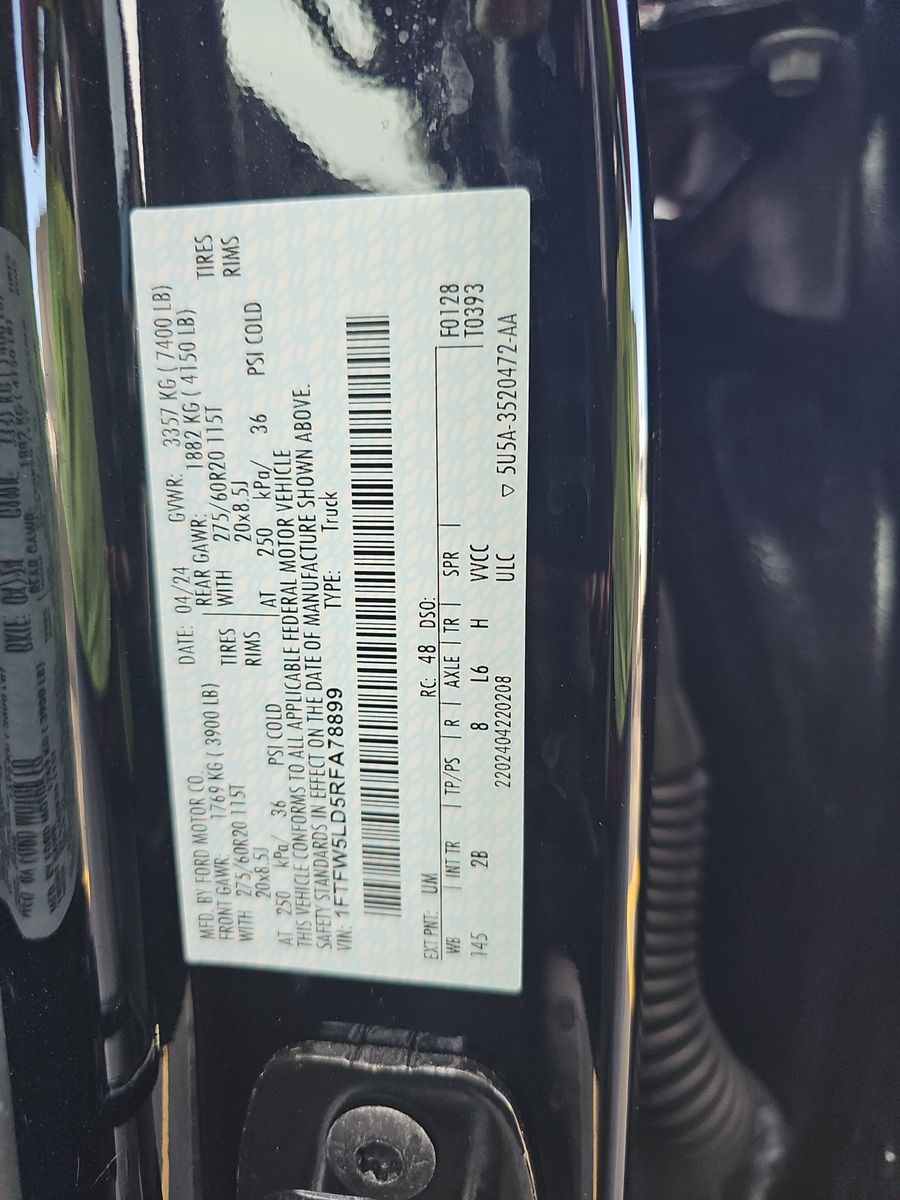 MFD. BY FORD MOTOR CO. DATE: 04/24 GVWR: 3357 KG ( 7400 LB)
FRONT GAWR: 1769 KG ( 3900 LB) REAR GAWR: 1882 KG ( 4150 LB)
WITH 275/60R20 115T TIRES WITH 275/60R20 115T TIRES
20x8.5J RIMS 20x8.5J RIMS
AT 250 kPa/ 36 PSI COLD AT 250 kPa/ 36 PSI COLD
THIS VEHICLE CONFORMS TO ALL APPLICABLE FEDERAL MOTOR VEHICLE
SAFETY STANDARDS IN EFFECT ON THE DATE OF MANUFACTURE SHOWN ABOVE.
VIN: 1FTFW5LD5RFA78899 TYPE: Truck
EXT PNT: UM RC: 48 DSO: F0128
WB INT TR TP/PS R AXLE TR SPR T0393
145 2B 8 L6 H VVCC
2202404220208 ULC ▽ 5U5A-3520472-AA